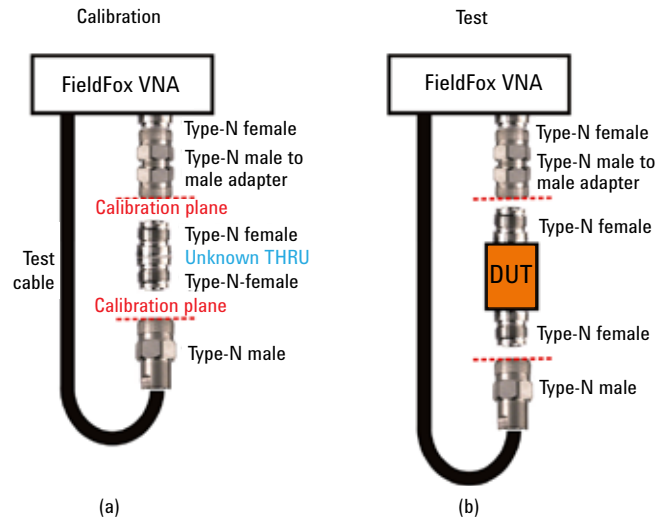 Calibration
FieldFox VNA
Type-N female
Type-N male to
male adapter
Calibration plane
Type-N female
Unknown THRU
Type-N-female
Test
cable
Calibration plane
Type-N male
(a)
Test
FieldFox VNA
Type-N female
Type-N male to
male adapter
Type-N female
DUT
Type-N female
Type-N male
(b)